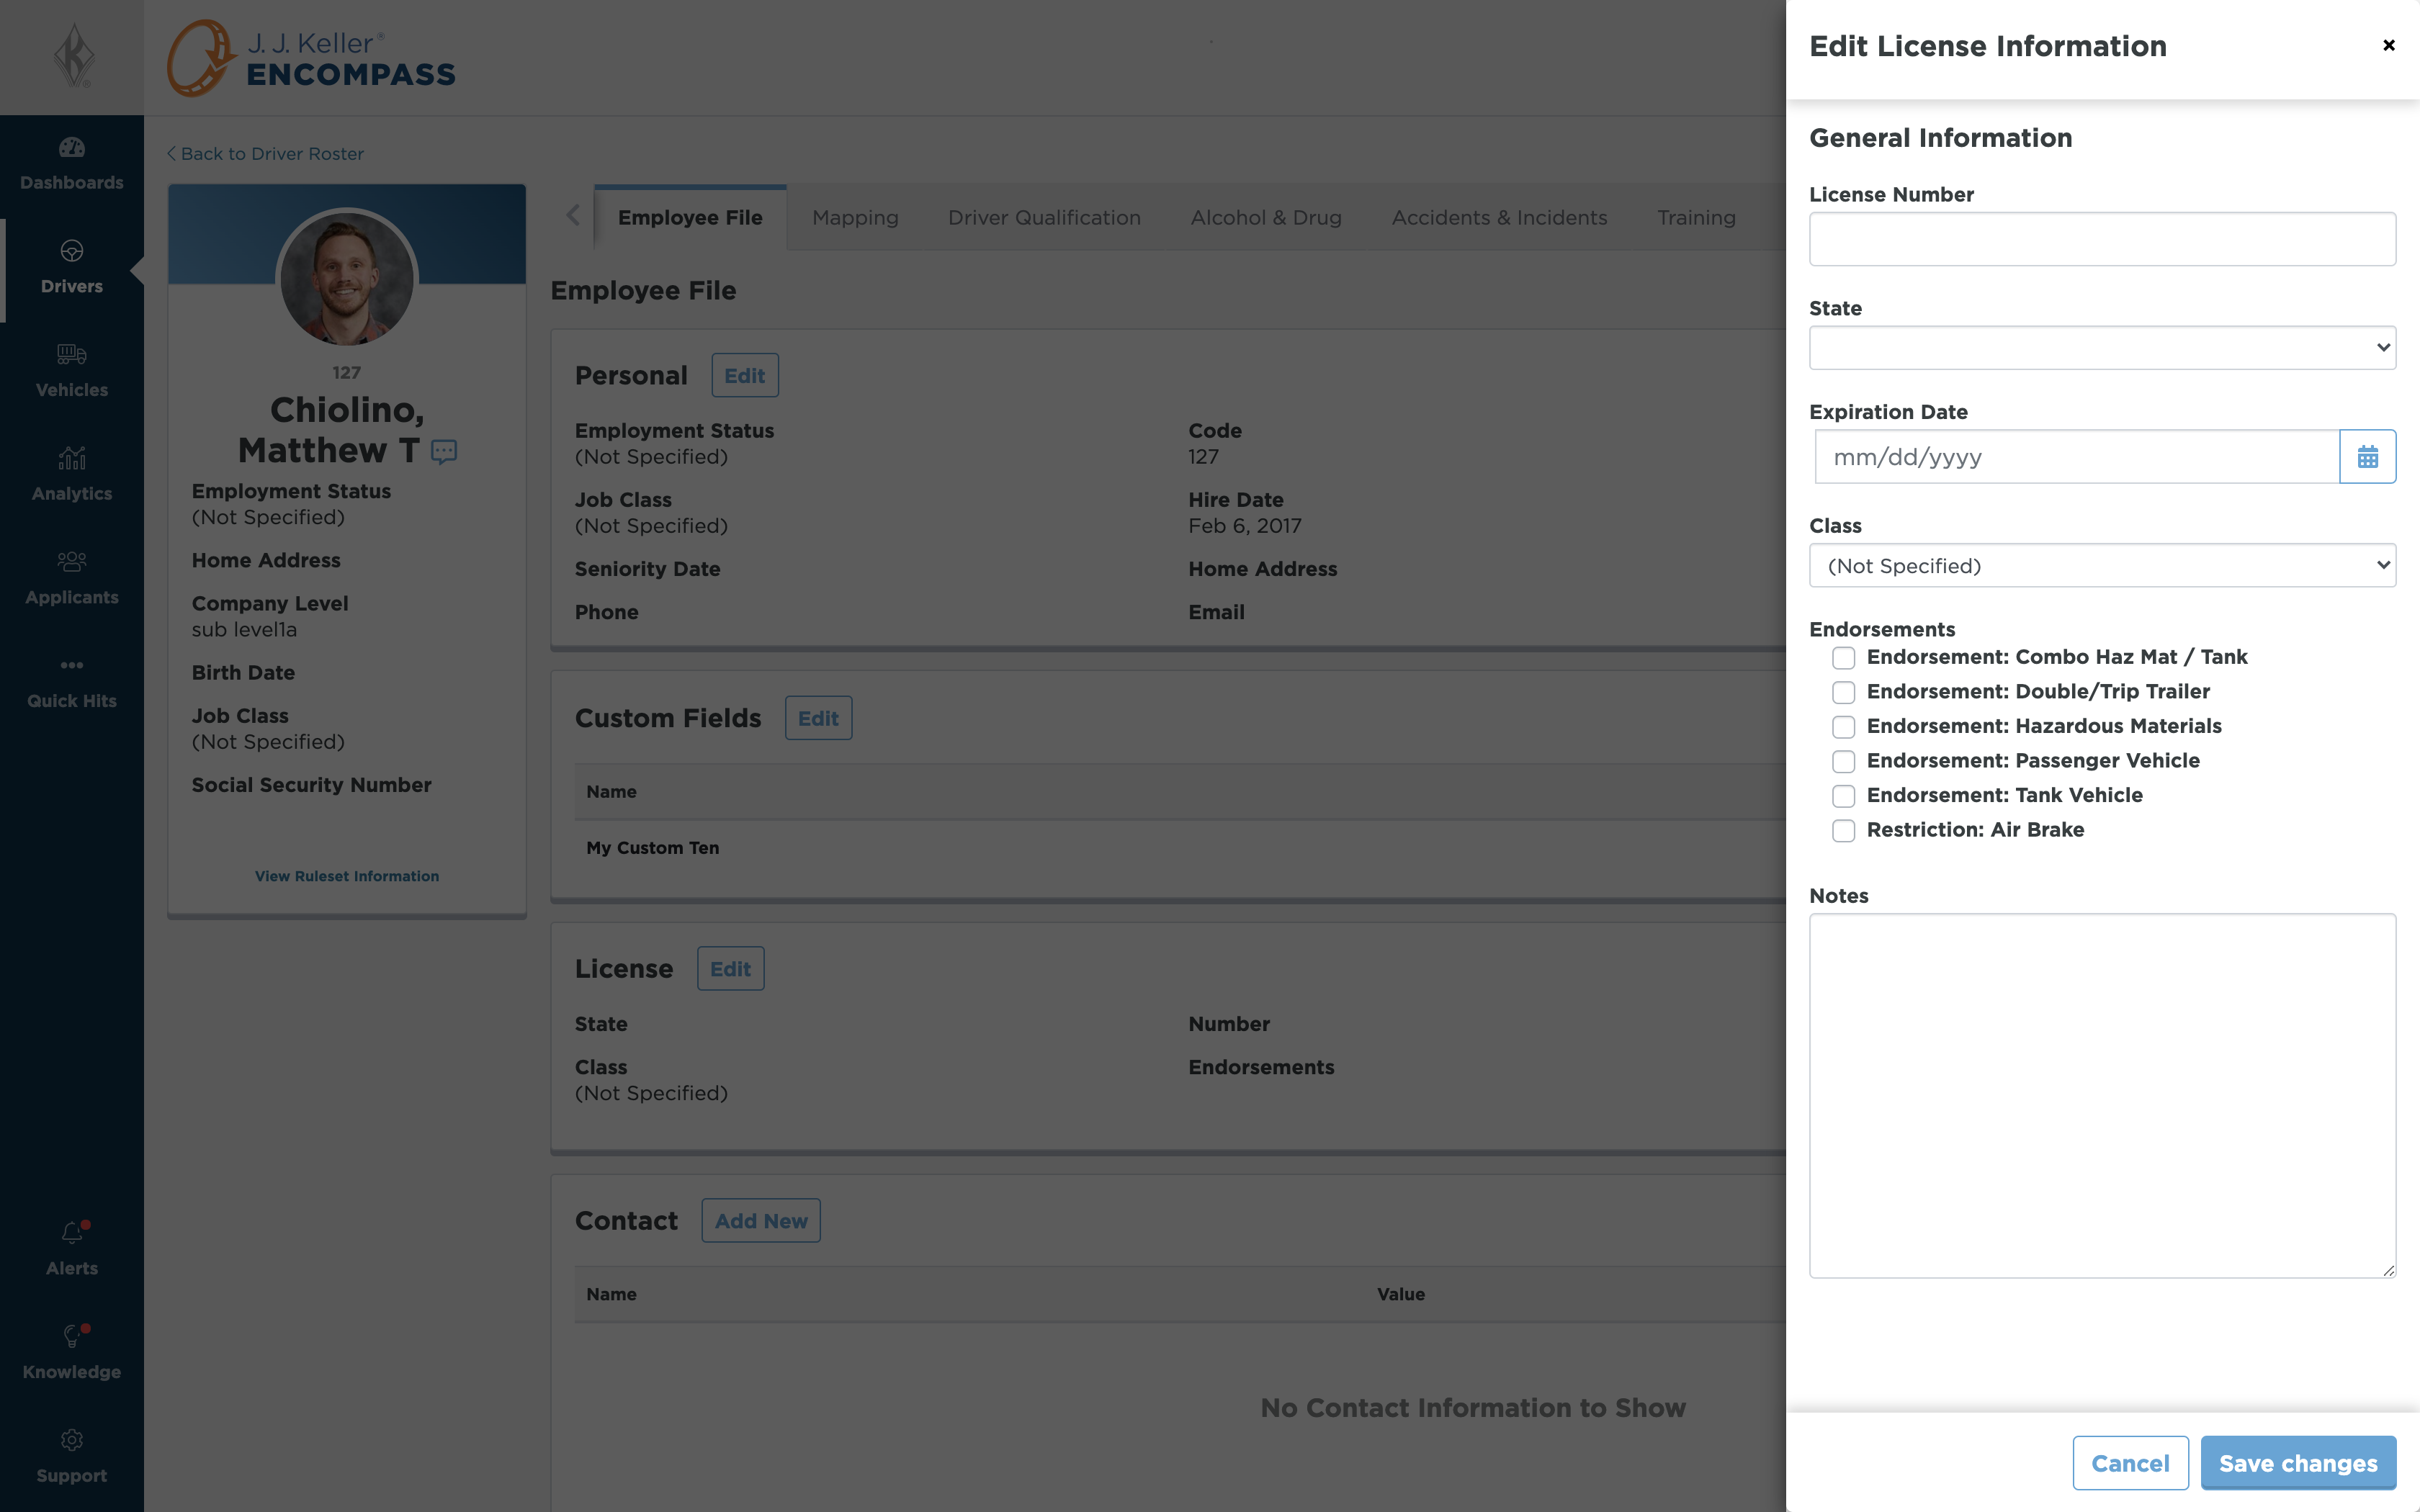 J. J. Keller®
ENCOMPASS
Dashboards
Drivers
Vehicles
Analytics
Applicants
Quick Hits
Alerts
Knowledge
Support
Back to Driver Roster
127
Chiolino,
Matthew T
Employment Status
(Not Specified)
Home Address
Company Level
sub level1a
Birth Date
Job Class
(Not Specified)
Social Security Number
View Ruleset Information
Employee File Mapping Driver Qualification Alcohol & Drug Accidents & Incidents Training
Employee File
Personal Edit
Employment Status Code
(Not Specified) 127
Job Class Hire Date
(Not Specified) Feb 6, 2017
Seniority Date Home Address
Phone Email
Custom Fields Edit
Name
My Custom Ten
License Edit
State Number
Class Endorsements
(Not Specified)
Contact Add New
Name Value
No Contact Information to Show
Edit License Information
General Information
License Number
State
Expiration Date
mm/dd/yyyy
Class
(Not Specified)
Endorsements
Endorsement: Combo Haz Mat / Tank
Endorsement: Double/Trip Trailer
Endorsement: Hazardous Materials
Endorsement: Passenger Vehicle
Endorsement: Tank Vehicle
Restriction: Air Brake
Notes
Cancel Save changes